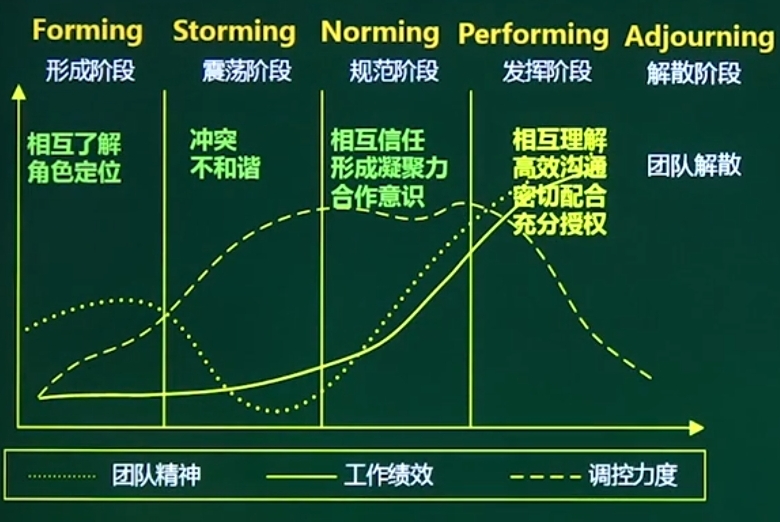 Forming Storming Norming Performing Adjourning
形成阶段 震荡阶段 规范阶段 发挥阶段 解散阶段
相互了解
角色定位
冲突
不和谐
相互信任
形成凝聚力
合作意识
相互理解
高效沟通
密切配合
充分授权
团队解散
团队精神 工作绩效 调控力度